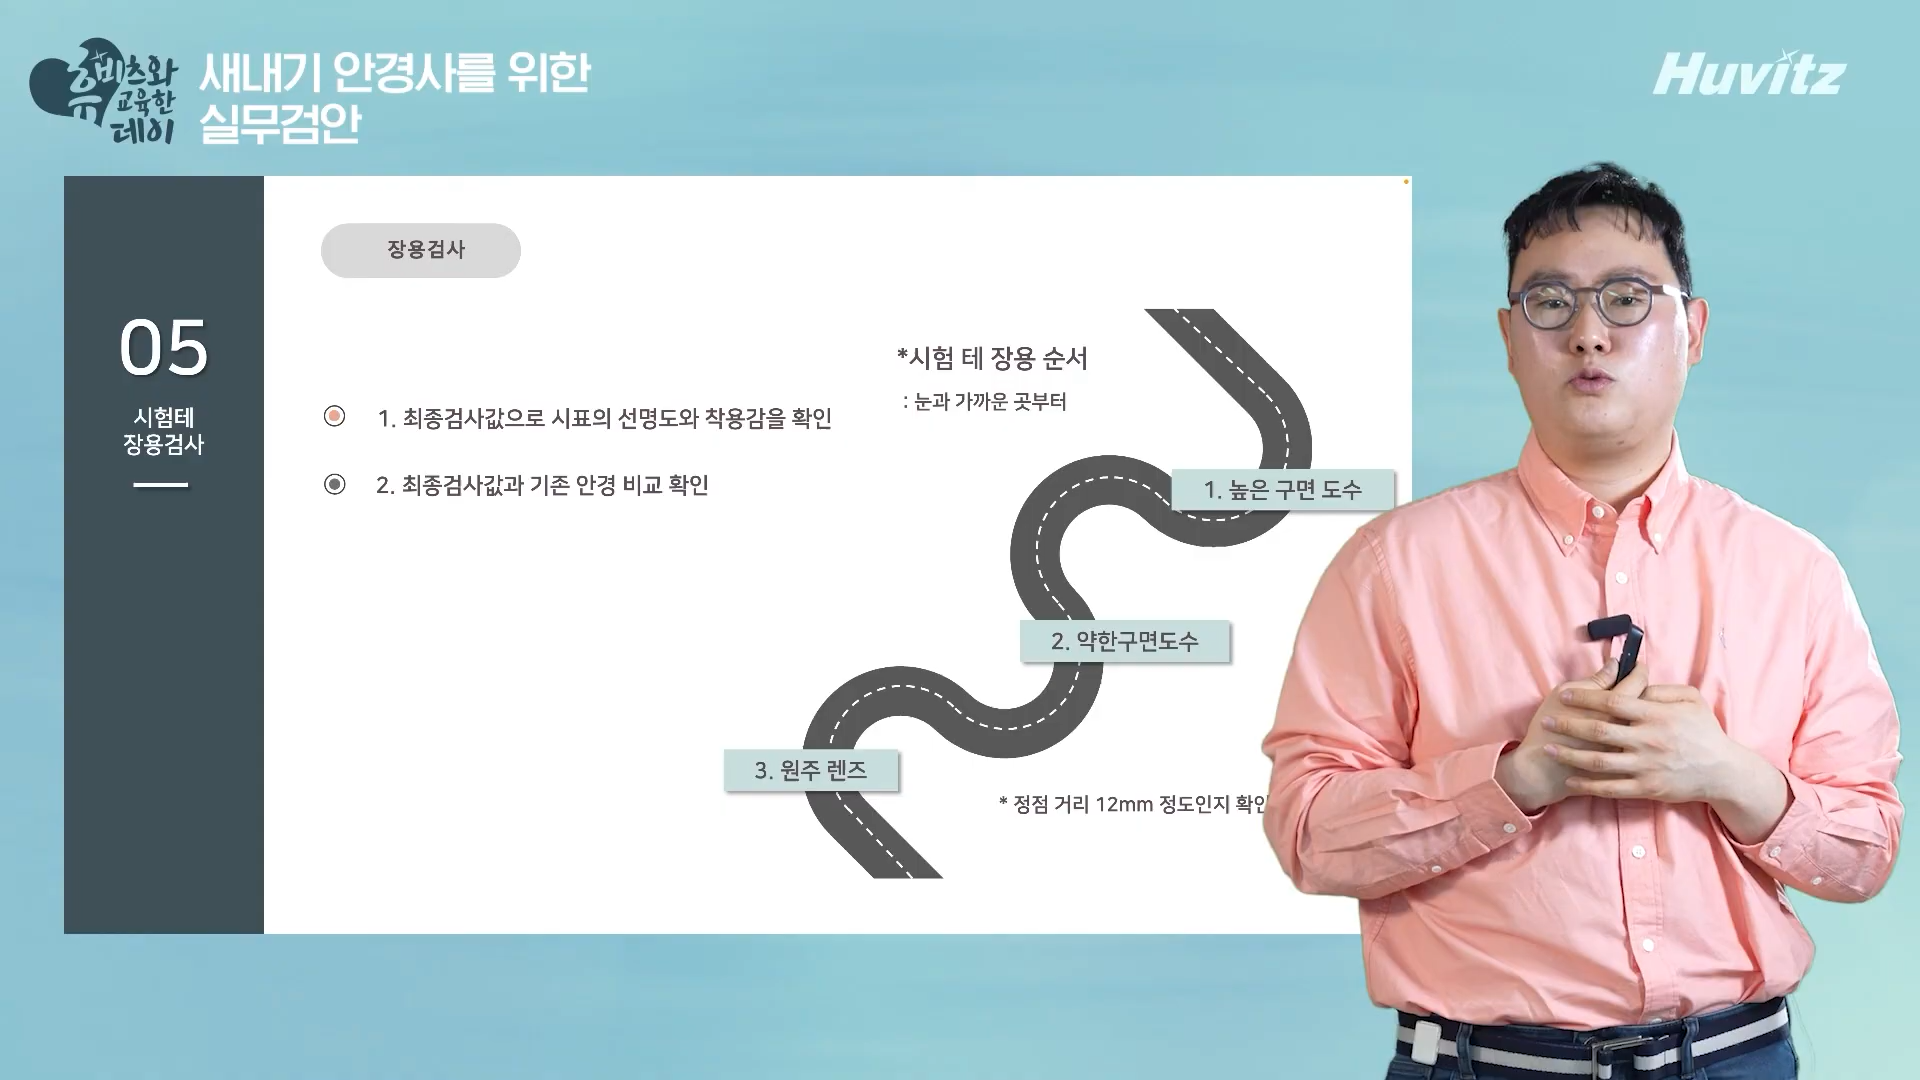 휴비츠와
교육한
데이
새내기 안경사를 위한
실무검안
Huvitz
05
시험테
장용검사
장용검사
1. 최종검사값으로 시표의 선명도와 착용감을 확인
2. 최종검사값과 기존 안경 비교 확인
*시험 테 장용 순서
: 눈과 가까운 곳부터
1. 높은 구면 도수
2. 약한구면도수
3. 원주 렌즈
* 정점 거리 12mm 정도인지 확인